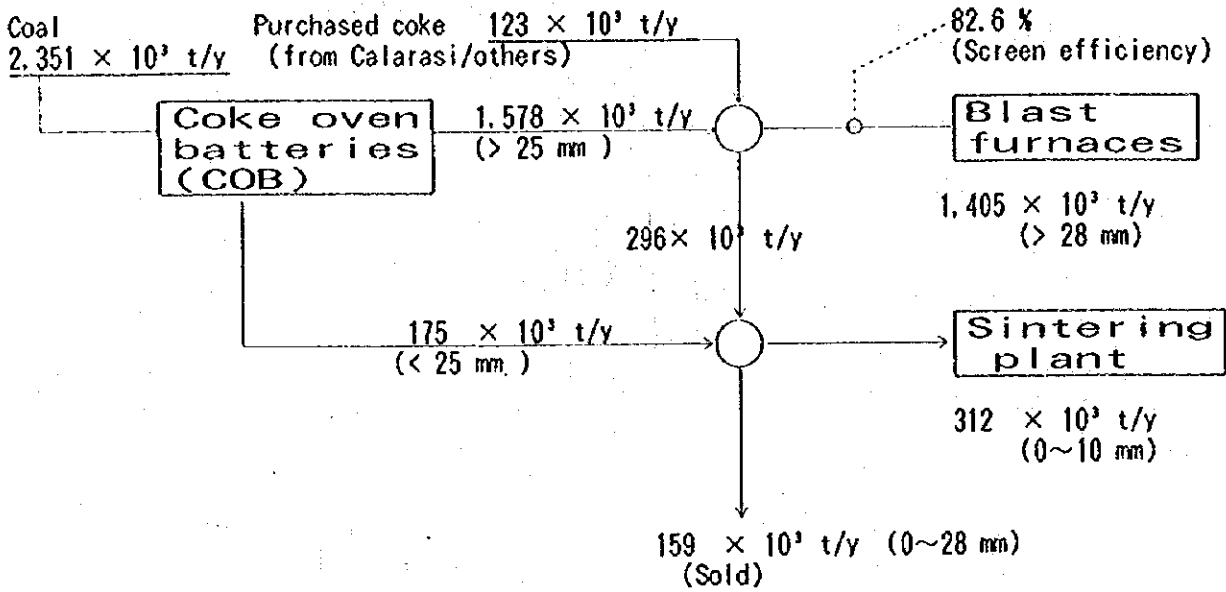 Coal
2,351 × 10³ t/y
Purchased coke
(from Calarasi/others)
123 × 10³ t/y
82.6 %
(Screen efficiency)
Coke oven
batteries
(COB)
1,578 × 10³ t/y
(> 25 mm )
Blast
furnaces
1,405 × 10³ t/y
(> 28 mm)
296× 10³ t/y
175 × 10³ t/y
(< 25 mm )
Sintering
plant
312 × 10³ t/y
(0~10 mm)
159 × 10³ t/y (0~28 mm)
(Sold)